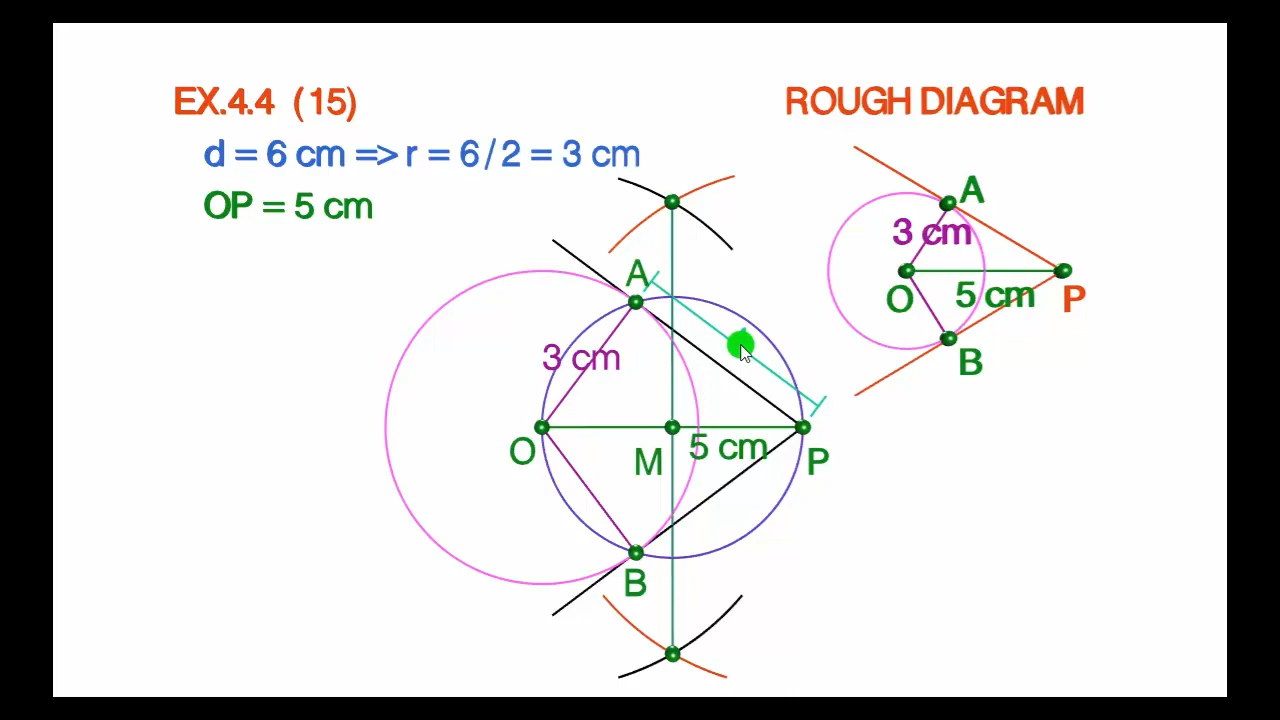 EX.4.4 (15)
d = 6 cm => r = 6/2 = 3 cm
OP = 5 cm
ROUGH DIAGRAM
A
3 cm
O
5 cm
P
B
A
3 cm
O
M
5 cm
P
B